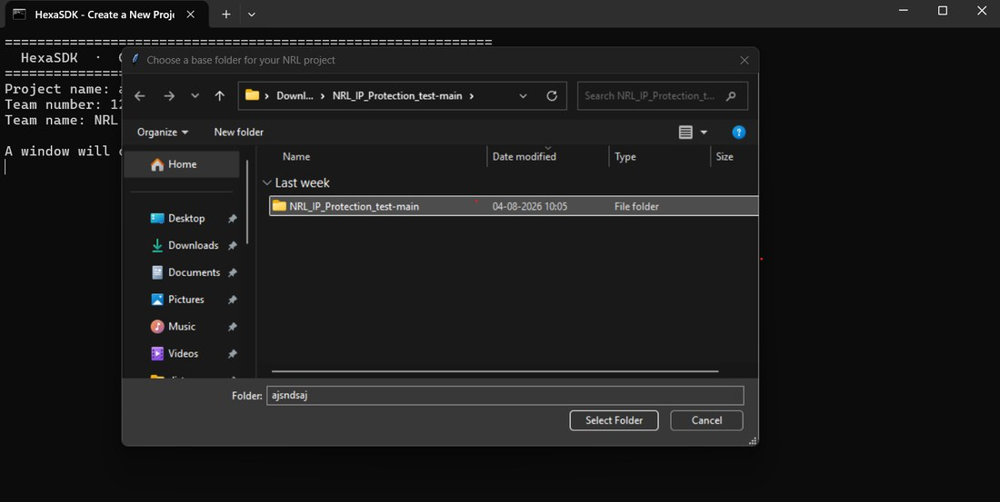 HexaSDK - Create a New Proj
==============================================================
HexaSDK ·
Choose a base folder for your NRL project
Project name: a
Team number: 12
Team name: NRL
A window will
Downl... > NRL_IP_Protection_test-main >
Search NRL_IP_Protection_t...
Organize
New folder
Home
Desktop
Downloads
Documents
Pictures
Music
Videos
Name Date modified Type Size
Last week
NRL_IP_Protection_test-main 04-08-2026 10:05 File folder
Folder: ajsndsaj
Select Folder Cancel